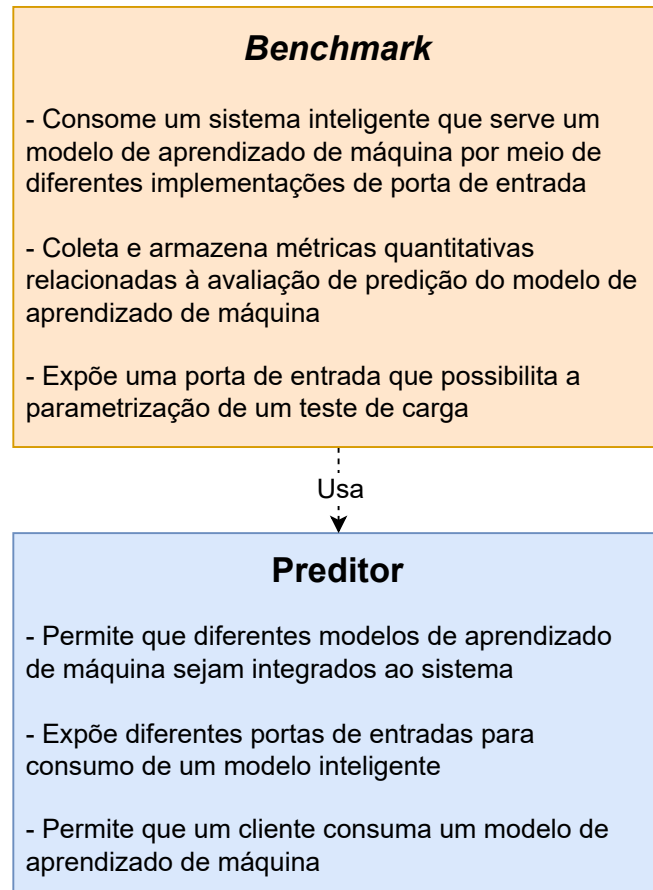 Benchmark
- Consome um sistema inteligente que serve um
modelo de aprendizado de máquina por meio de
diferentes implementações de porta de entrada
- Coleta e armazena métricas quantitativas
relacionadas à avaliação de predição do modelo de
aprendizado de máquina
- Expõe uma porta de entrada que possibilita a
parametrização de um teste de carga
Usa
Preditor
- Permite que diferentes modelos de aprendizado
de máquina sejam integrados ao sistema
- Expõe diferentes portas de entradas para
consumo de um modelo inteligente
- Permite que um cliente consuma um modelo de
aprendizado de máquina